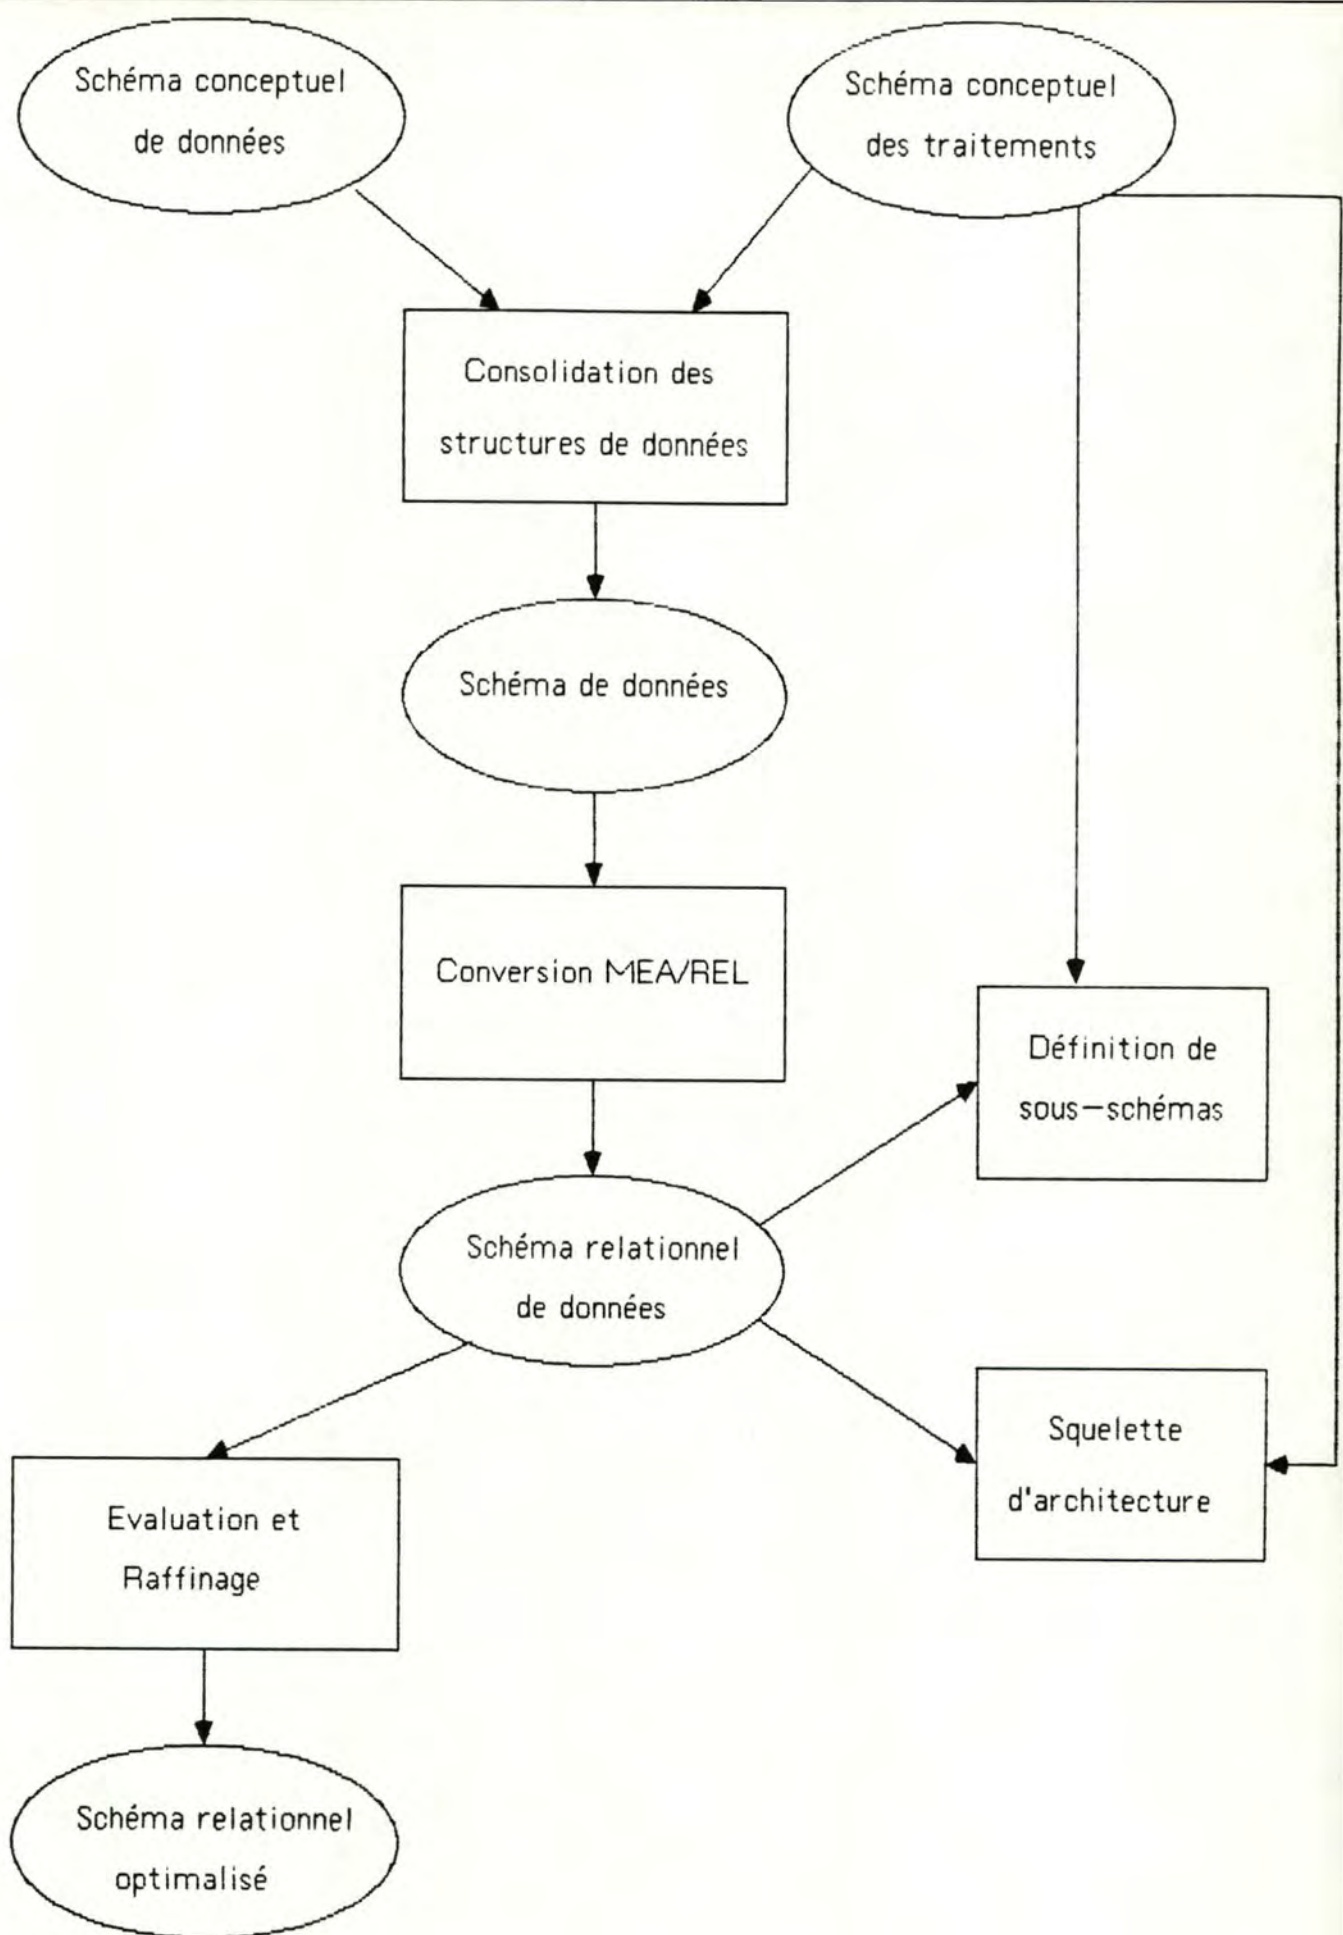 Schéma conceptuel
de données
Schéma conceptuel
des traitements
Consolidation des
structures de données
Schéma de données
Conversion MEA/REL
Définition de
sous-schémas
Schéma relationnel
de données
Squelette
d'architecture
Evaluation et
Raffinage
Schéma relationnel
optimalisé